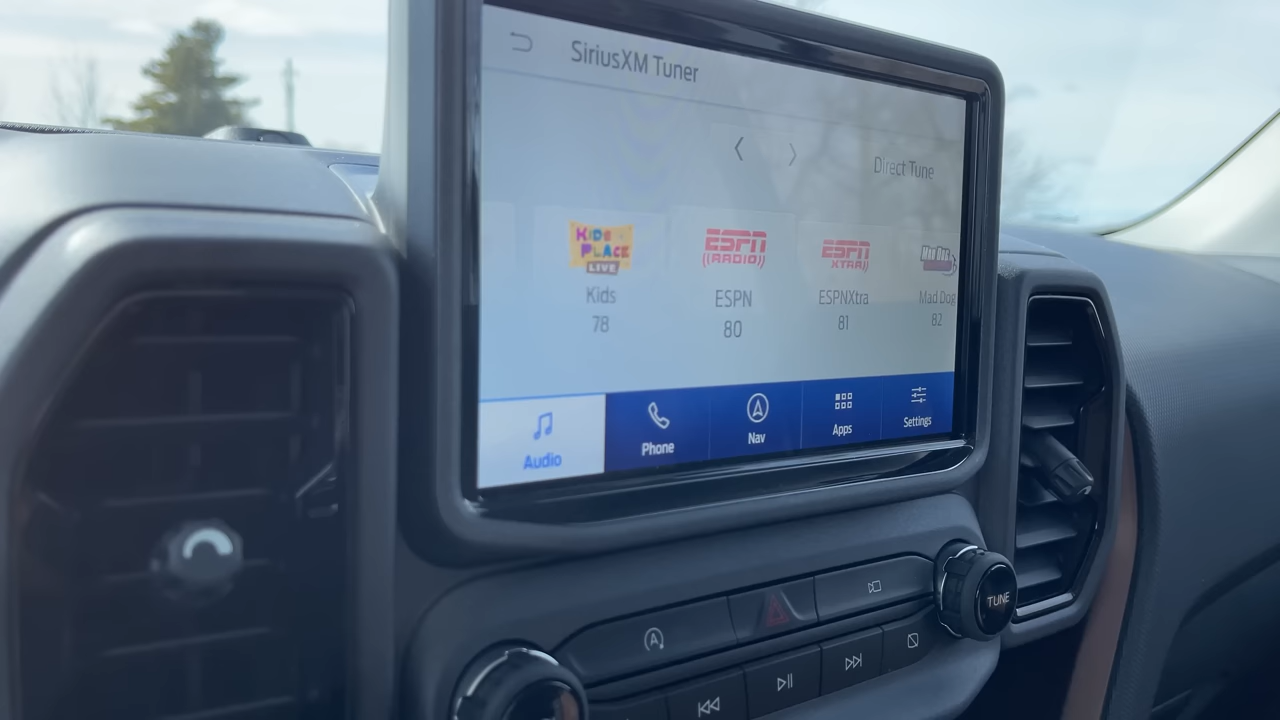 SiriusXM Tuner
Direct Tune
KIDS PLACE LIVE
ESPN (RADIO)
ESPN XTRA
MAD DOG
Kids
ESPN
ESPNXtra
Mad Dog
78
80
81
82
Audio
Phone
Nav
Apps
Settings
A
TUNE